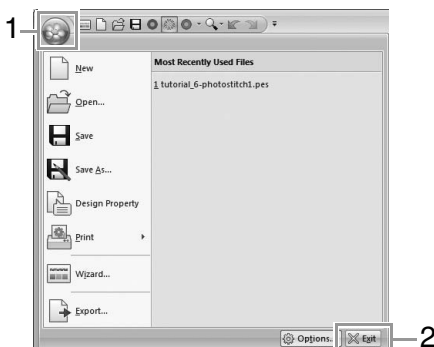 1
New
Most Recently Used Files
1 tutorial_6-photostitch1.pes
Open...
Save
Save As...
Design Property
Print
Wizard...
Export...
Options.
Exit
2